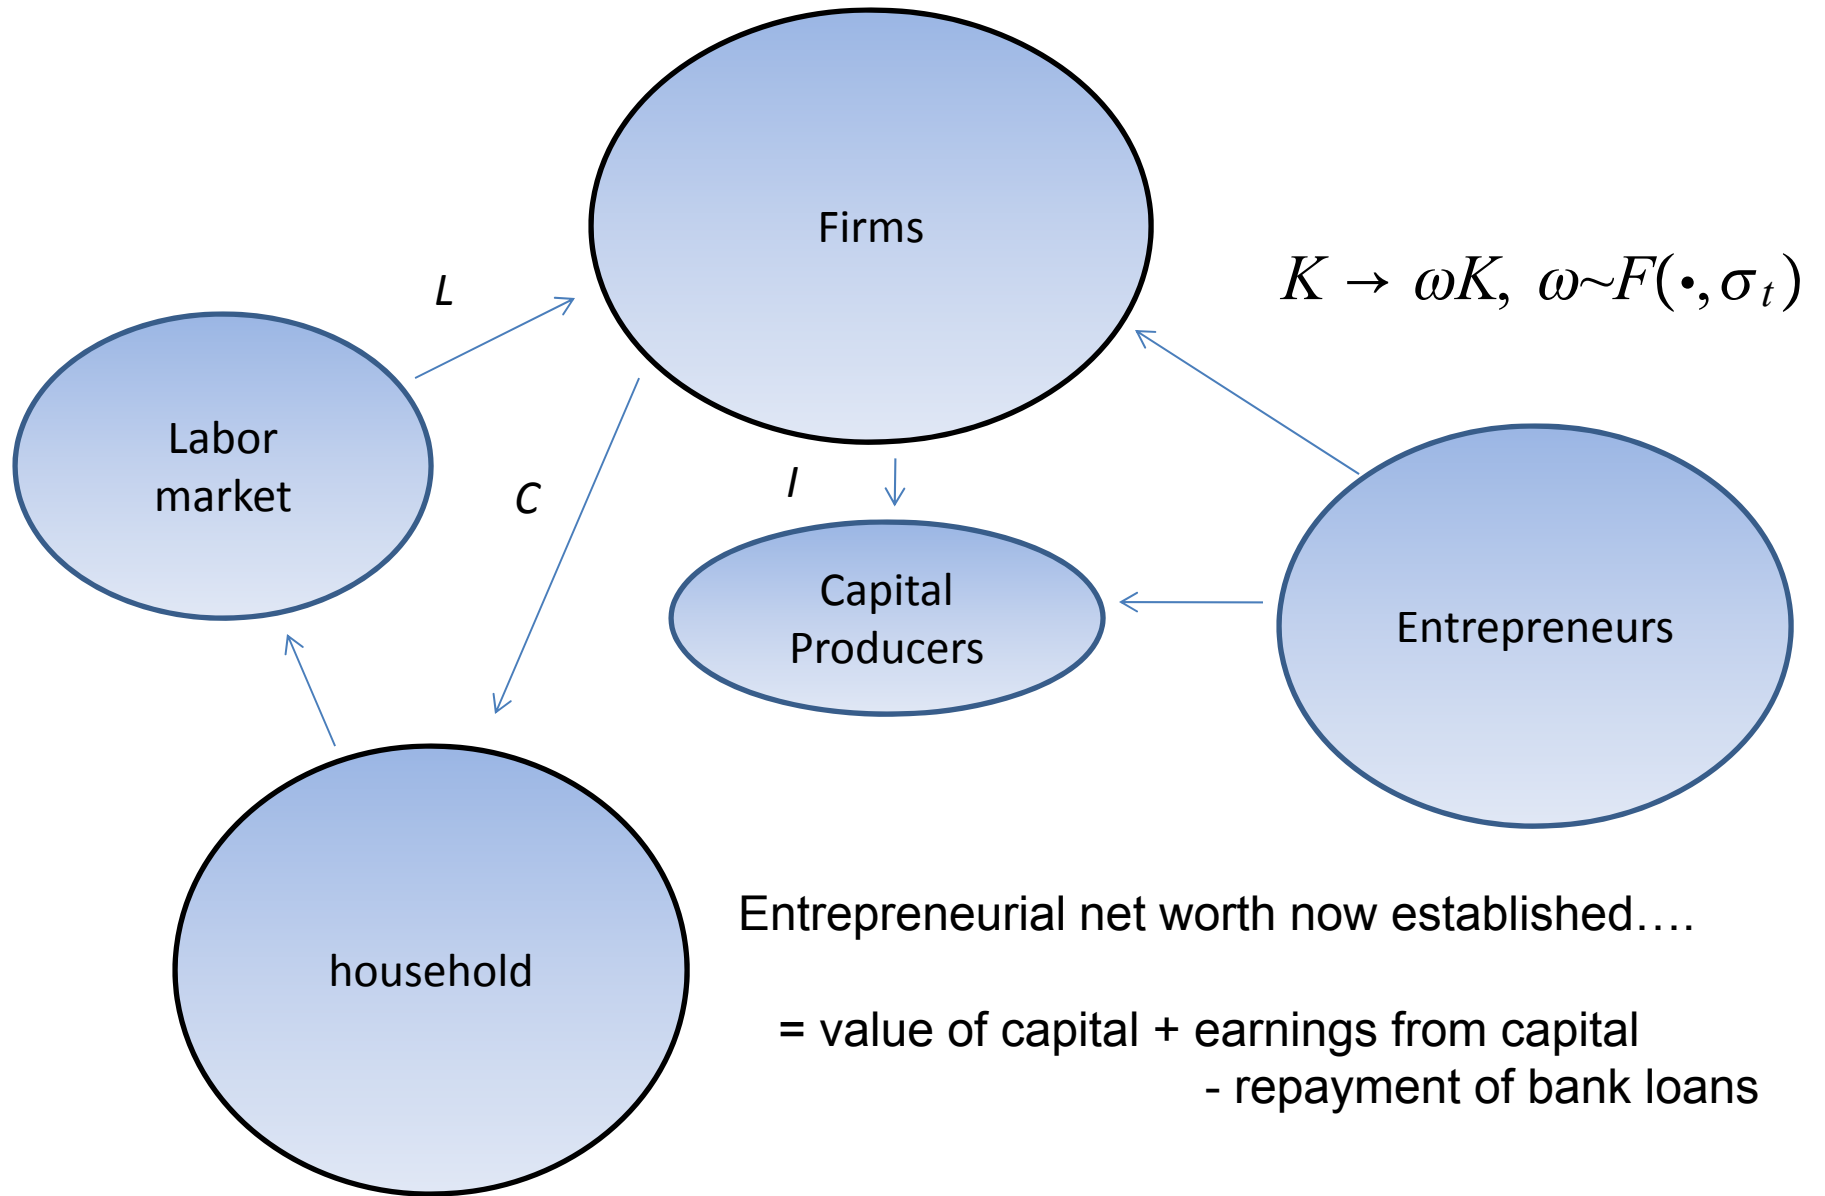 Firms
K → ωK, ω~F(•,σ t)
L
Labor
market
C
I
Capital
Producers
Entrepreneurs
household
Entrepreneurial net worth now established….
= value of capital + earnings from capital
- repayment of bank loans